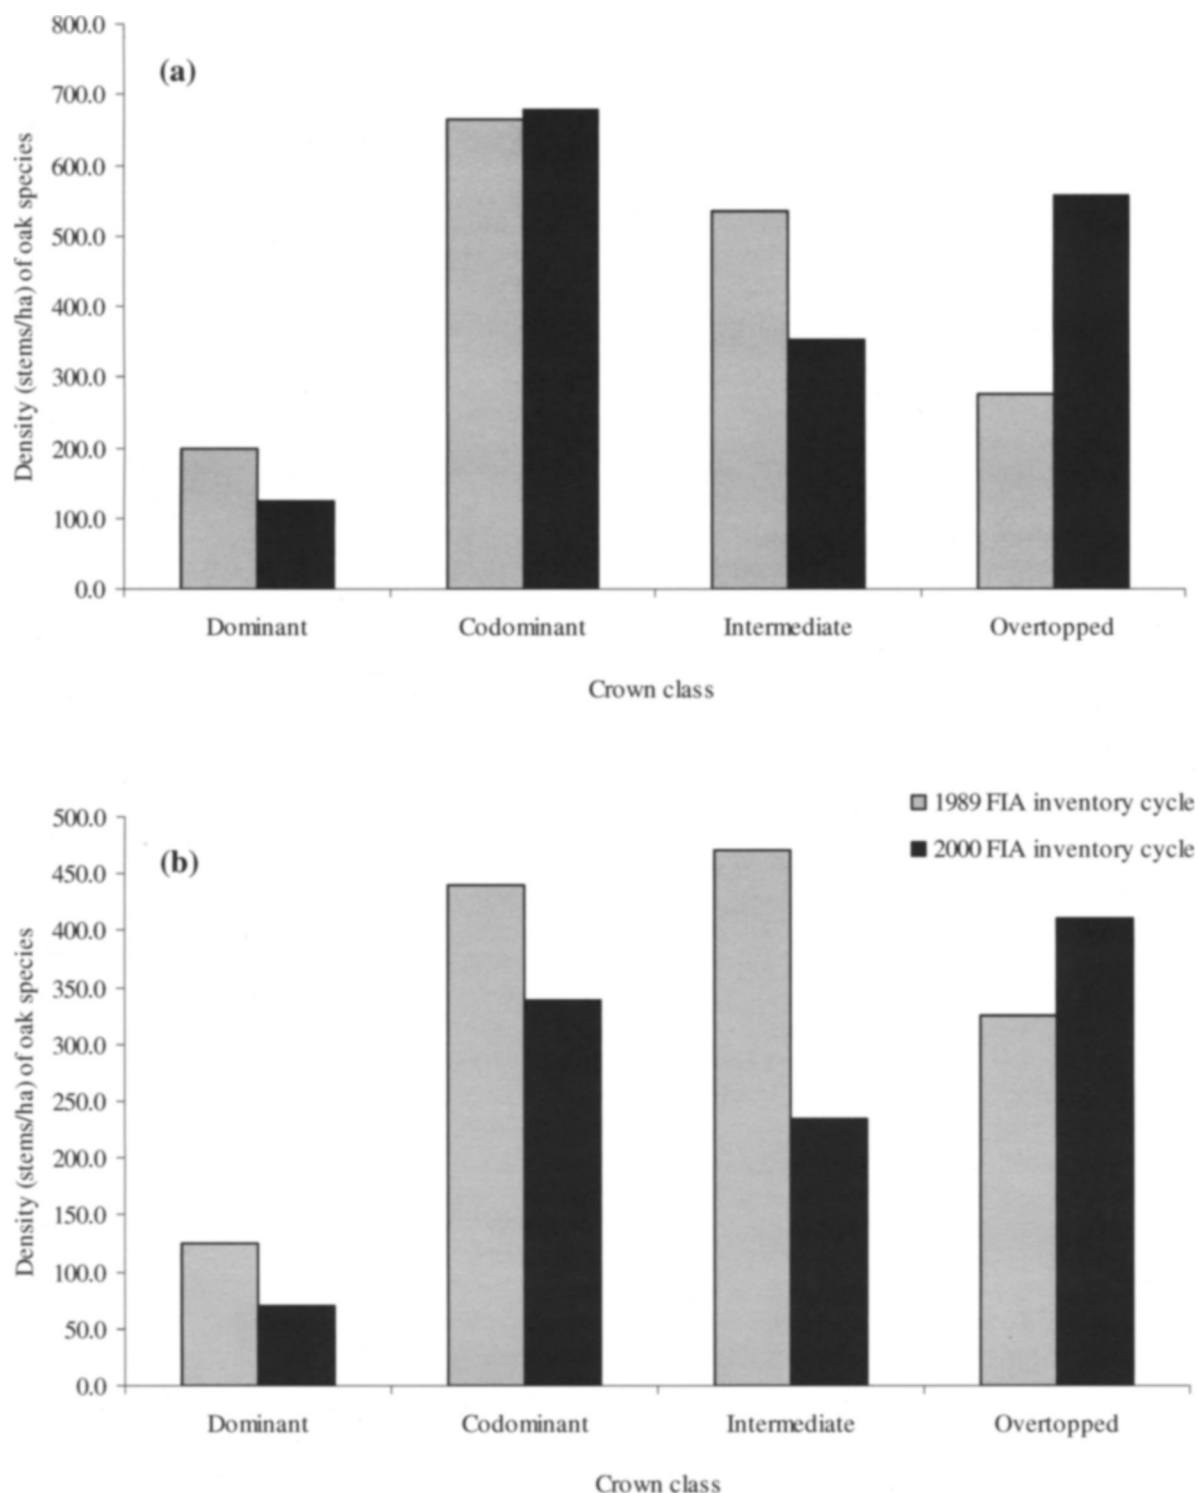 800.0
(a)
700.0
600.0
500.0
400.0
300.0
200.0
100.0
0.0
Density (stems/ha) of oak species
Dominant Codominant Intermediate Overtopped
Crown class
1989 FIA inventory cycle
2000 FIA inventory cycle
500.0
(b)
450.0
400.0
350.0
300.0
250.0
200.0
150.0
100.0
50.0
0.0
Density (stems/ha) of oak species
Dominant Codominant Intermediate Overtopped
Crown class